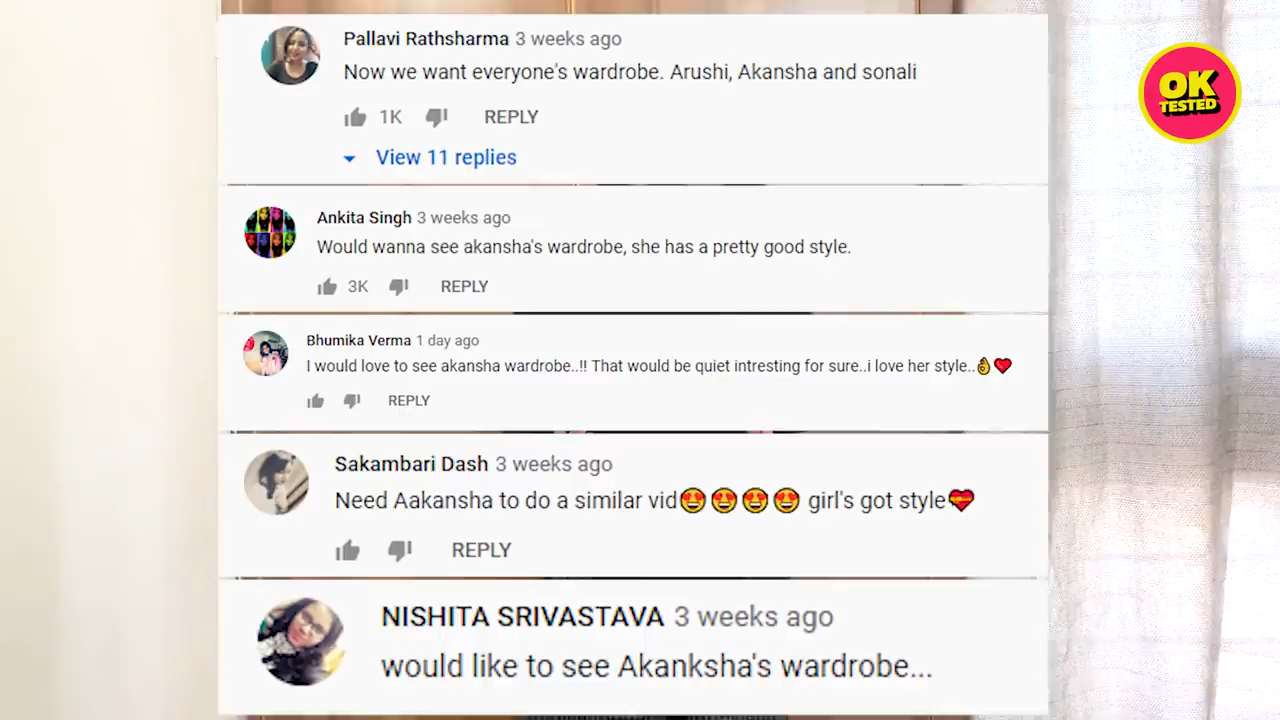 Pallavi Rathsharma 3 weeks ago
Now we want everyone's wardrobe. Arushi, Akansha and sonali
1K REPLY
View 11 replies
OK
TESTED
Ankita Singh 3 weeks ago
Would wanna see akansha's wardrobe, she has a pretty good style.
3K REPLY
Bhumika Verma 1 day ago
I would love to see akansha wardrobe..!! That would be quiet intresting for sure..i love her style..👌❤️
REPLY
Sakambari Dash 3 weeks ago
Need Aakansha to do a similar vid😍😍😍😍 girl's got style💝
REPLY
NISHITA SRIVASTAVA 3 weeks ago
would like to see Akanksha's wardrobe...